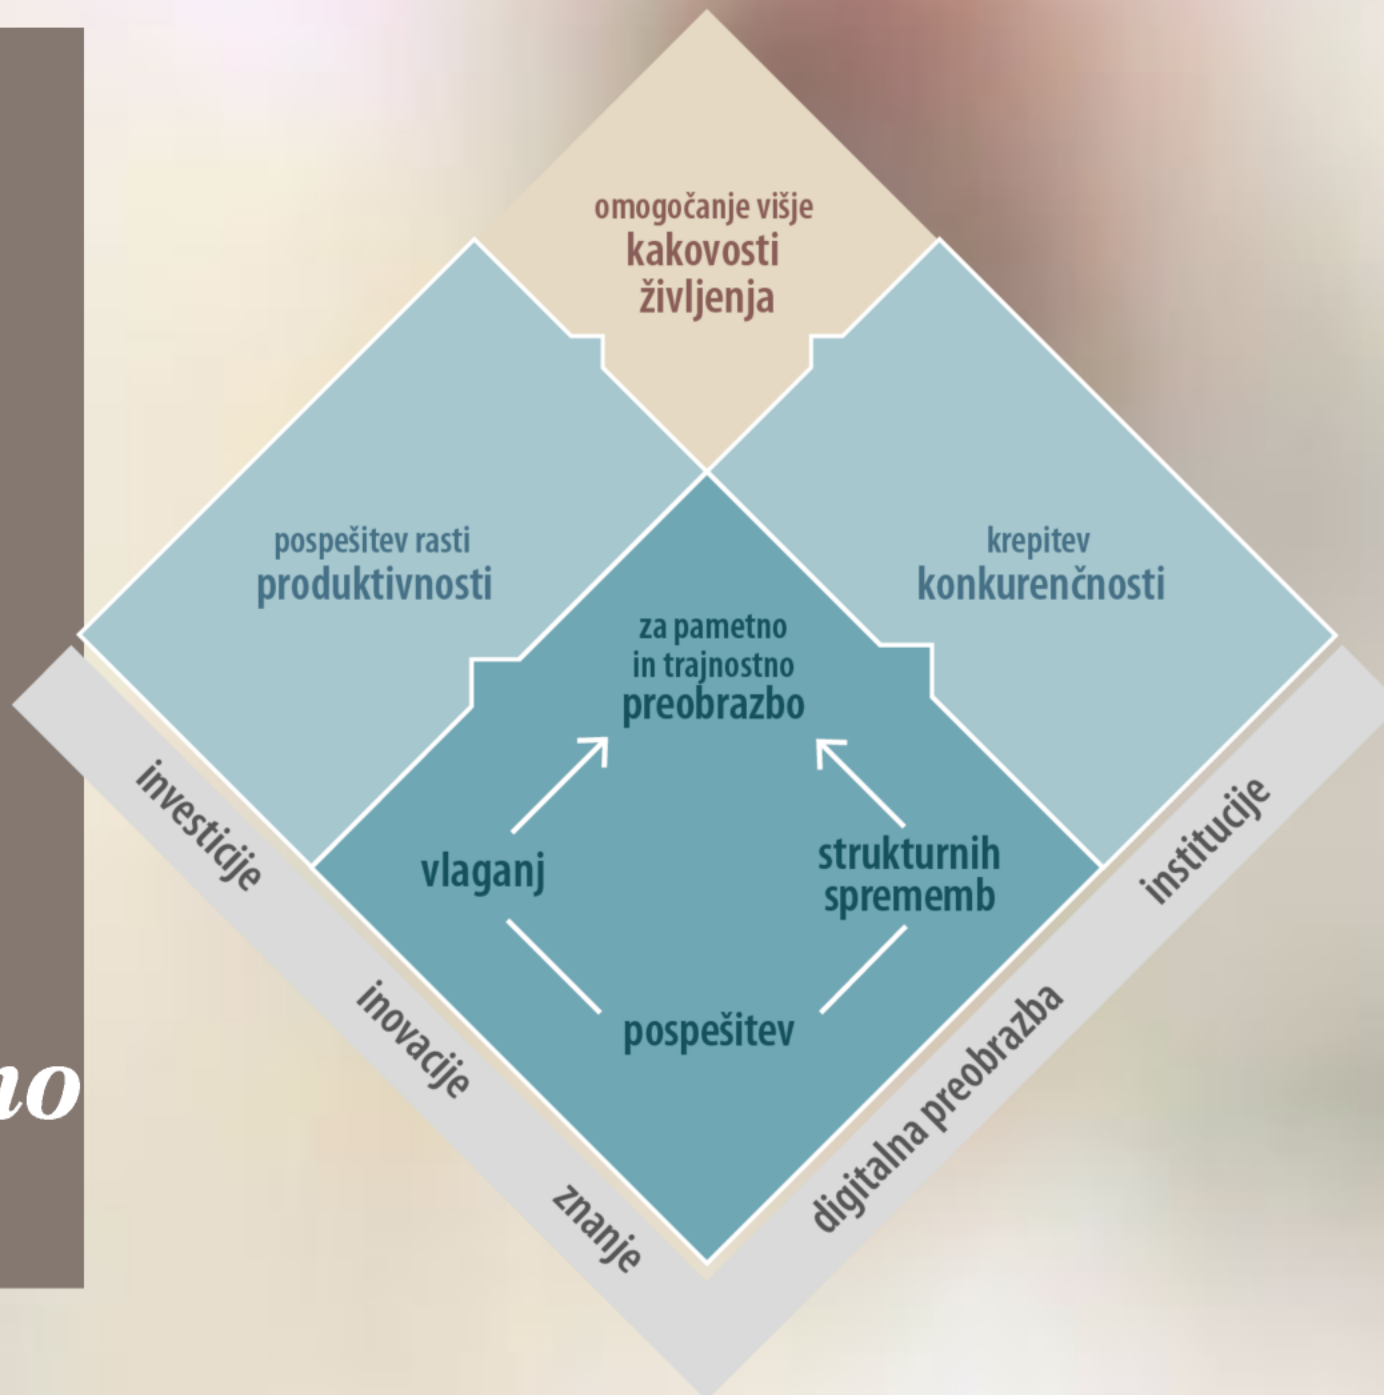 omogočanje višje
kakovosti
življenja
pospešitev rasti
produktivnosti
krepitev
konkurenčnosti
za pametno
in trajnostno
preobrazbo
vlaganj
strukturnih
sprememb
pospešitev
investicije
inovacije
znanje
digitalna preobrazba
institucije